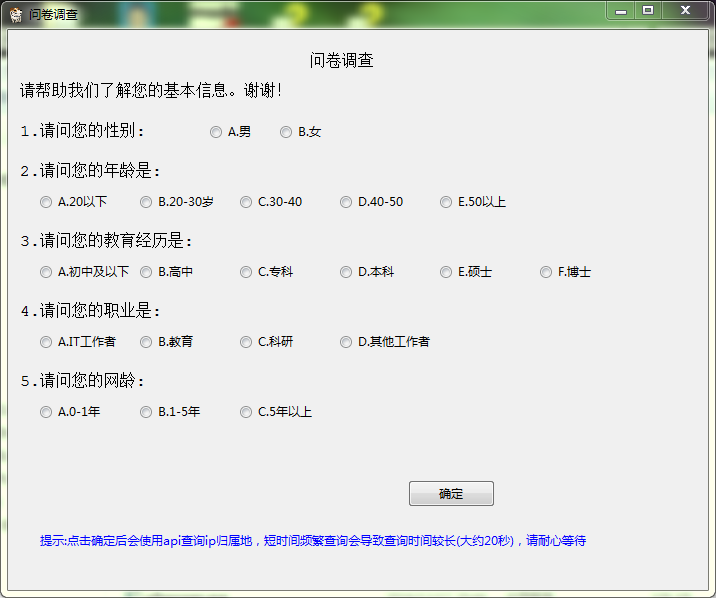 问卷调查
问卷调查
请帮助我们了解您的基本信息。谢谢!
1.请问您的性别: A.男 B.女
2.请问您的年龄是:
A.20以下 B.20-30岁 C.30-40 D.40-50 E.50以上
3.请问您的教育经历是:
A.初中及以下 B.高中 C.专科 D.本科 E.硕士 F.博士
4.请问您的职业是:
A.IT工作者 B.教育 C.科研 D.其他工作者
5.请问您的网龄:
A.0-1年 B.1-5年 C.5年以上
确定
提示:点击确定后会使用api查询ip归属地，短时间频繁查询会导致查询时间较长(大约20秒)，请耐心等待